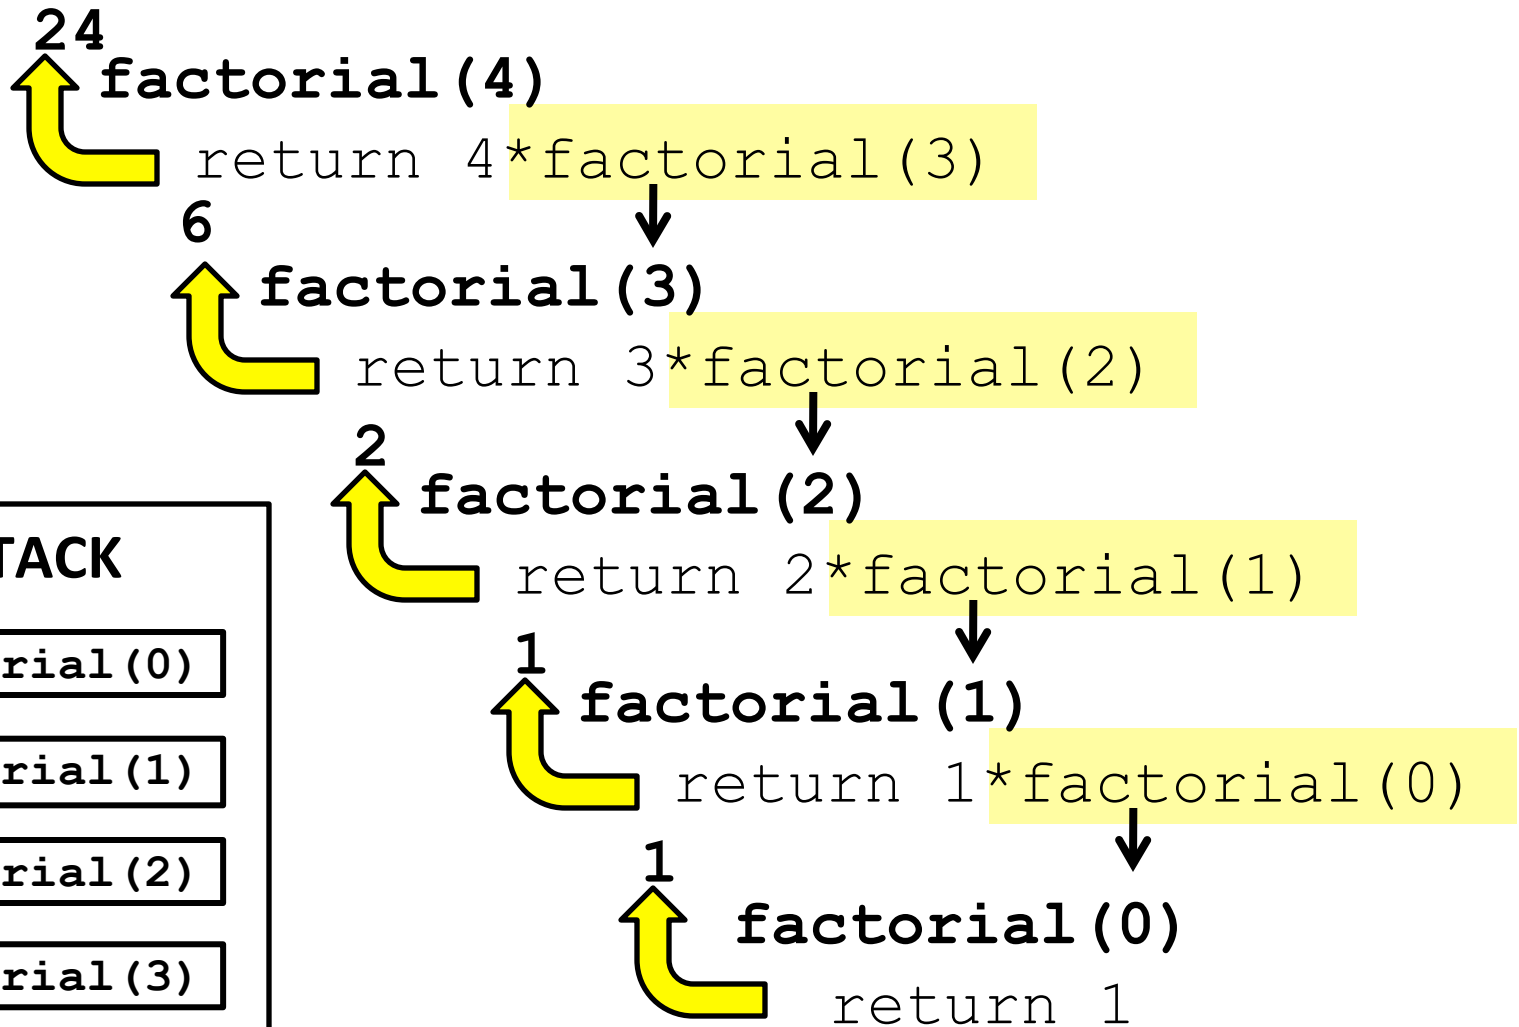 24
factorial(4)
return 4*factorial(3)
6
factorial(3)
return 3*factorial(2)
2
factorial(2)
return 2*factorial(1)
1
factorial(1)
return 1*factorial(0)
1
factorial(0)
return 1
TACK
rial(0)
rial(1)
rial(2)
rial(3)